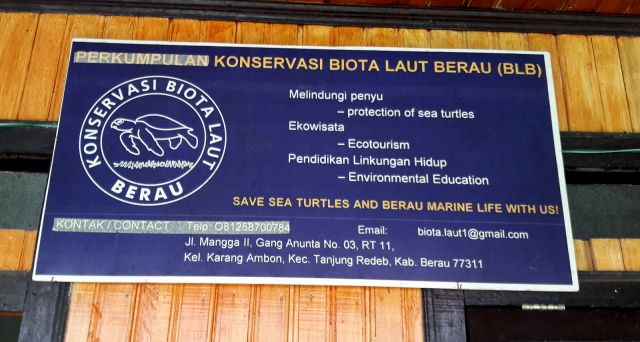 PERKUMPULAN KONSERVASI BIOTA LAUT BERAU (BLB)
KONSERVASI BIOTA LAUT
BERAU
Melindungi penyu
– protection of sea turtles
Ekowisata
– Ecotourism
Pendidikan Linkungan Hidup
– Environmental Education
SAVE SEA TURTLES AND BERAU MARINE LIFE WITH US!
KONTAK / CONTACT: Telp: 081258700784 Email: biota.laut1@gmail.com
Jl. Mangga II, Gang Anunta No. 03, RT 11,
Kel. Karang Ambon, Kec. Tanjung Redeb, Kab. Berau 77311